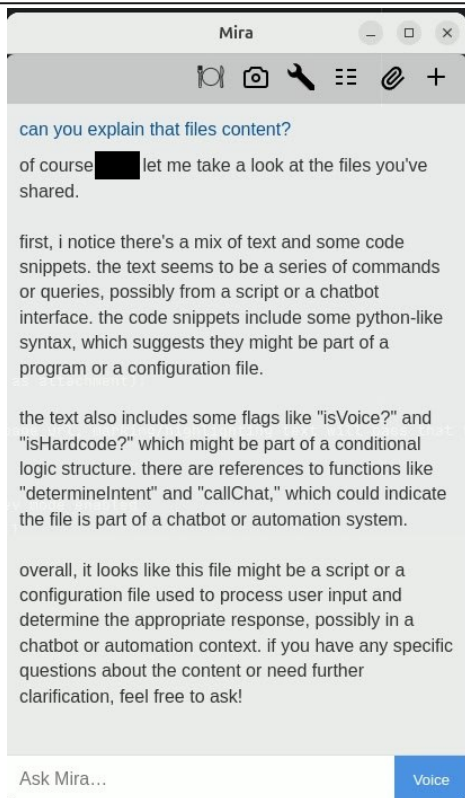 Mira
can you explain that files content?
of course let me take a look at the files you've
shared.
first, i notice there's a mix of text and some code
snippets. the text seems to be a series of commands
or queries, possibly from a script or a chatbot
interface. the code snippets include some python-like
syntax, which suggests they might be part of a
program or a configuration file.
the text also includes some flags like "isVoice?" and
"isHardcode?" which might be part of a conditional
logic structure. there are references to functions like
"determineIntent" and "callChat," which could indicate
the file is part of a chatbot or automation system.
overall, it looks like this file might be a script or a
configuration file used to process user input and
determine the appropriate response, possibly in a
chatbot or automation context. if you have any specific
questions about the content or need further
clarification, feel free to ask!
Ask Mira... Voice